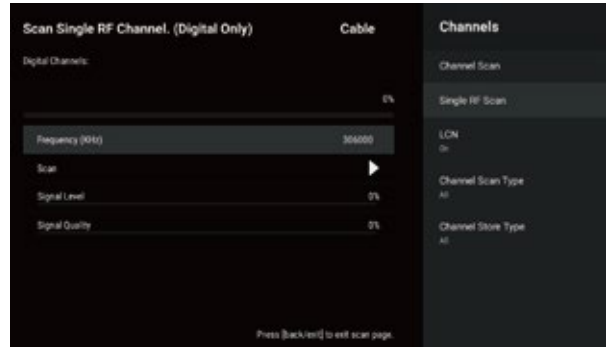 Scan Single RF Channel. (Digital Only) Cable
Digital Channels:
0%
Frequency (KHz) 306000
Scan
Signal Level 0%
Signal Quality 0%
Press [back/exit] to exit scan page.
Channels
Channel Scan
Single RF Scan
LCN
On
Channel Scan Type
All
Channel Store Type
All